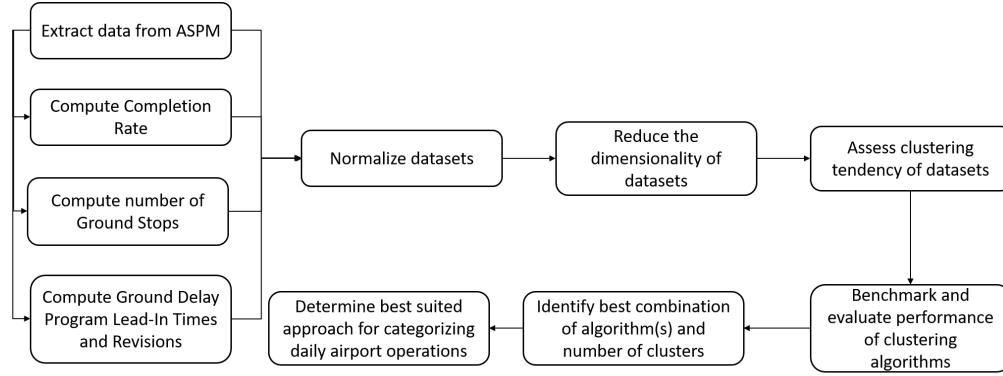 Extract data from ASPM
Compute Completion
Rate
Compute number of
Ground Stops
Compute Ground Delay
Program Lead-In Times
and Revisions
Normalize datasets
Reduce the
dimensionality of
datasets
Assess clustering
tendency of datasets
Benchmark and
evaluate performance
of clustering
algorithms
Identify best combination
of algorithm(s) and
number of clusters
Determine best suited
approach for categorizing
daily airport operations